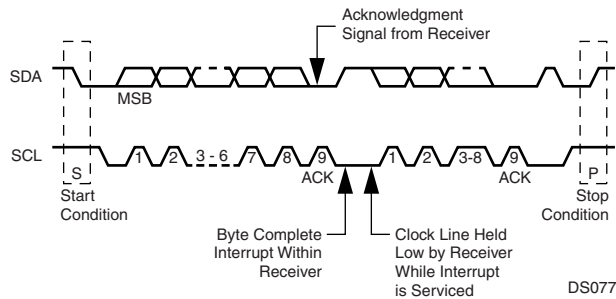 Acknowledgment
Signal from Receiver
SDA
MSB
SCL
S
1
2
3 - 6
7
8
9
1
2
3-8
9
P
ACK
ACK
Start
Condition
Stop
Condition
Byte Complete
Interrupt Within
Receiver
Clock Line Held
Low by Receiver
While Interrupt
is Serviced
DS077